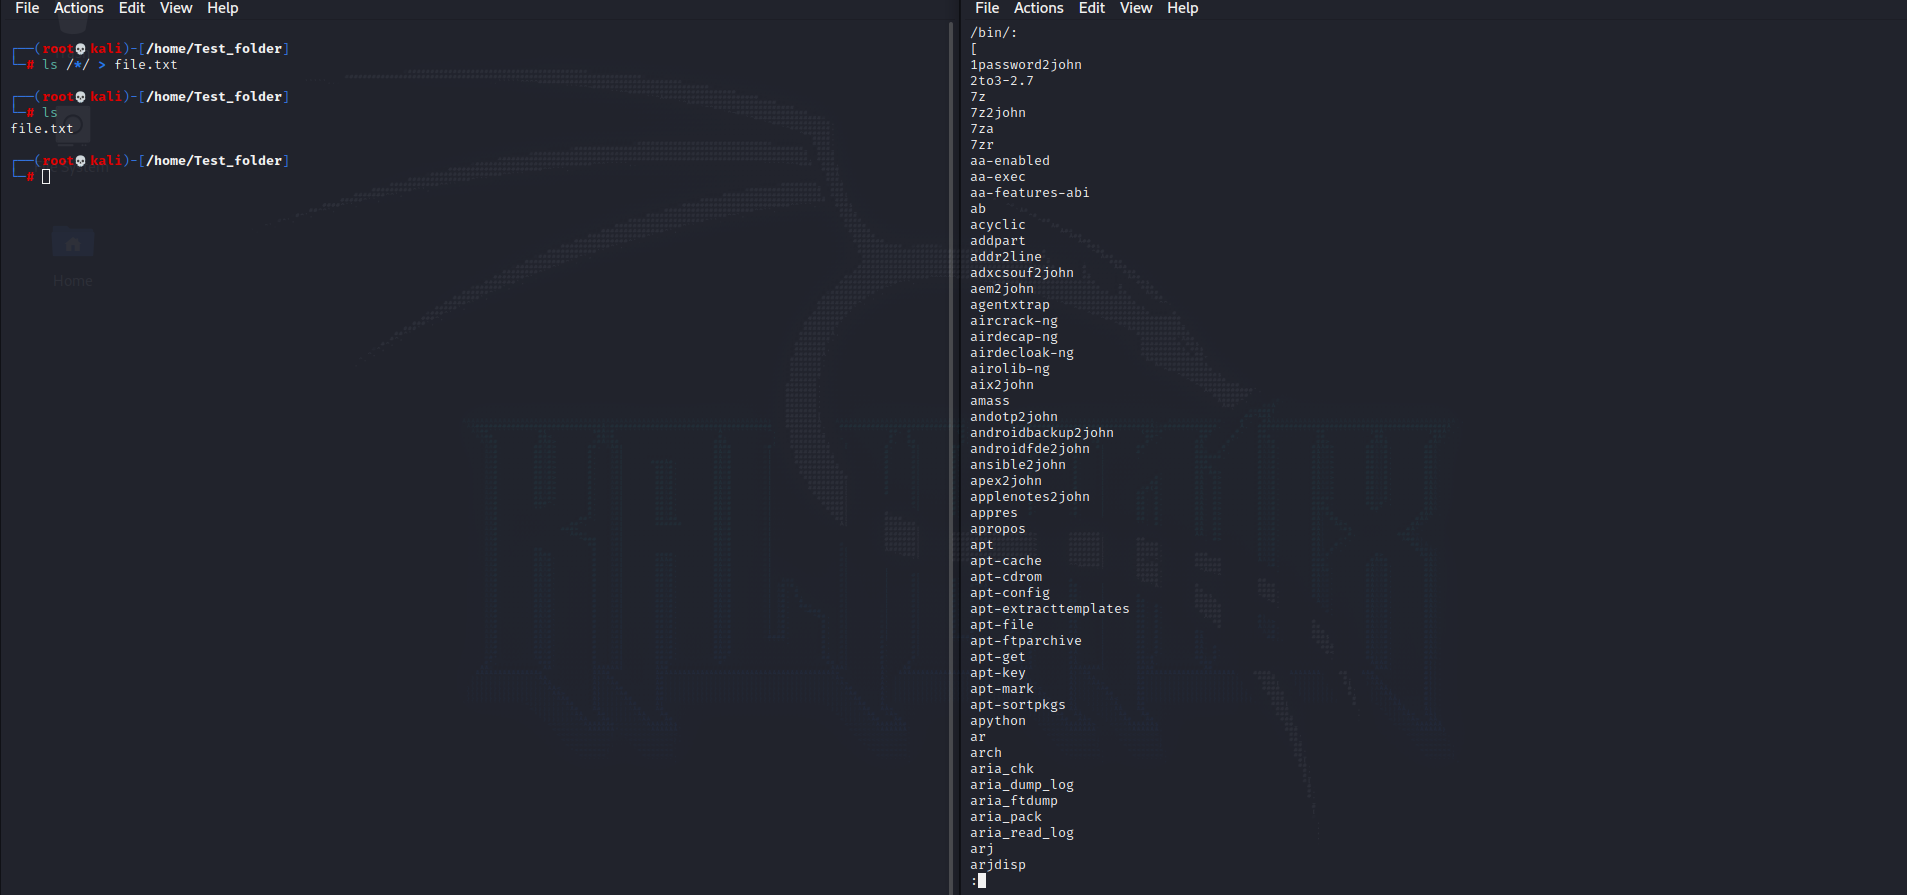 File Actions Edit View Help
┌──(root💀kali)-[/home/Test_folder]
└─# ls /*/ > file.txt
┌──(root💀kali)-[/home/Test_folder]
└─# ls
file.txt
┌──(root💀kali)-[/home/Test_folder]
└─#
System
Home
File Actions Edit View Help
/bin/:
[
1password2john
2to3-2.7
7z
7z2john
7za
7zr
aa-enabled
aa-exec
aa-features-abi
ab
acyclic
addpart
addr2line
adxcsouf2john
aem2john
agentxtrap
aircrack-ng
airdecap-ng
airdecloak-ng
airolib-ng
aix2john
amass
andotp2john
androidbackup2john
androidfde2john
ansible2john
apex2john
applenotes2john
appres
apropos
apt
apt-cache
apt-cdrom
apt-config
apt-extracttemplates
apt-file
apt-ftparchive
apt-get
apt-key
apt-mark
apt-sortpkgs
apython
ar
arch
aria_chk
aria_dump_log
aria_ftdump
aria_pack
aria_read_log
arj
arjdisp
: